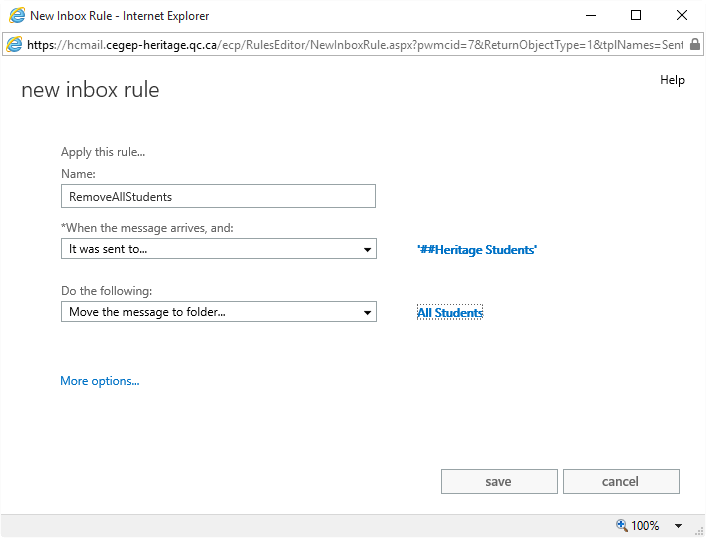 New Inbox Rule - Internet Explorer
https://hcmail.cegep-heritage.qc.ca/ecp/RulesEditor/NewInboxRule.aspx?pwmcid=7&ReturnObjectType=1&tplNames=Sent
Help
new inbox rule
Apply this rule...
Name:
RemoveAllStudents
*When the message arrives, and:
It was sent to... '##Heritage Students'
Do the following:
Move the message to folder... All Students
More options...
save cancel
100%